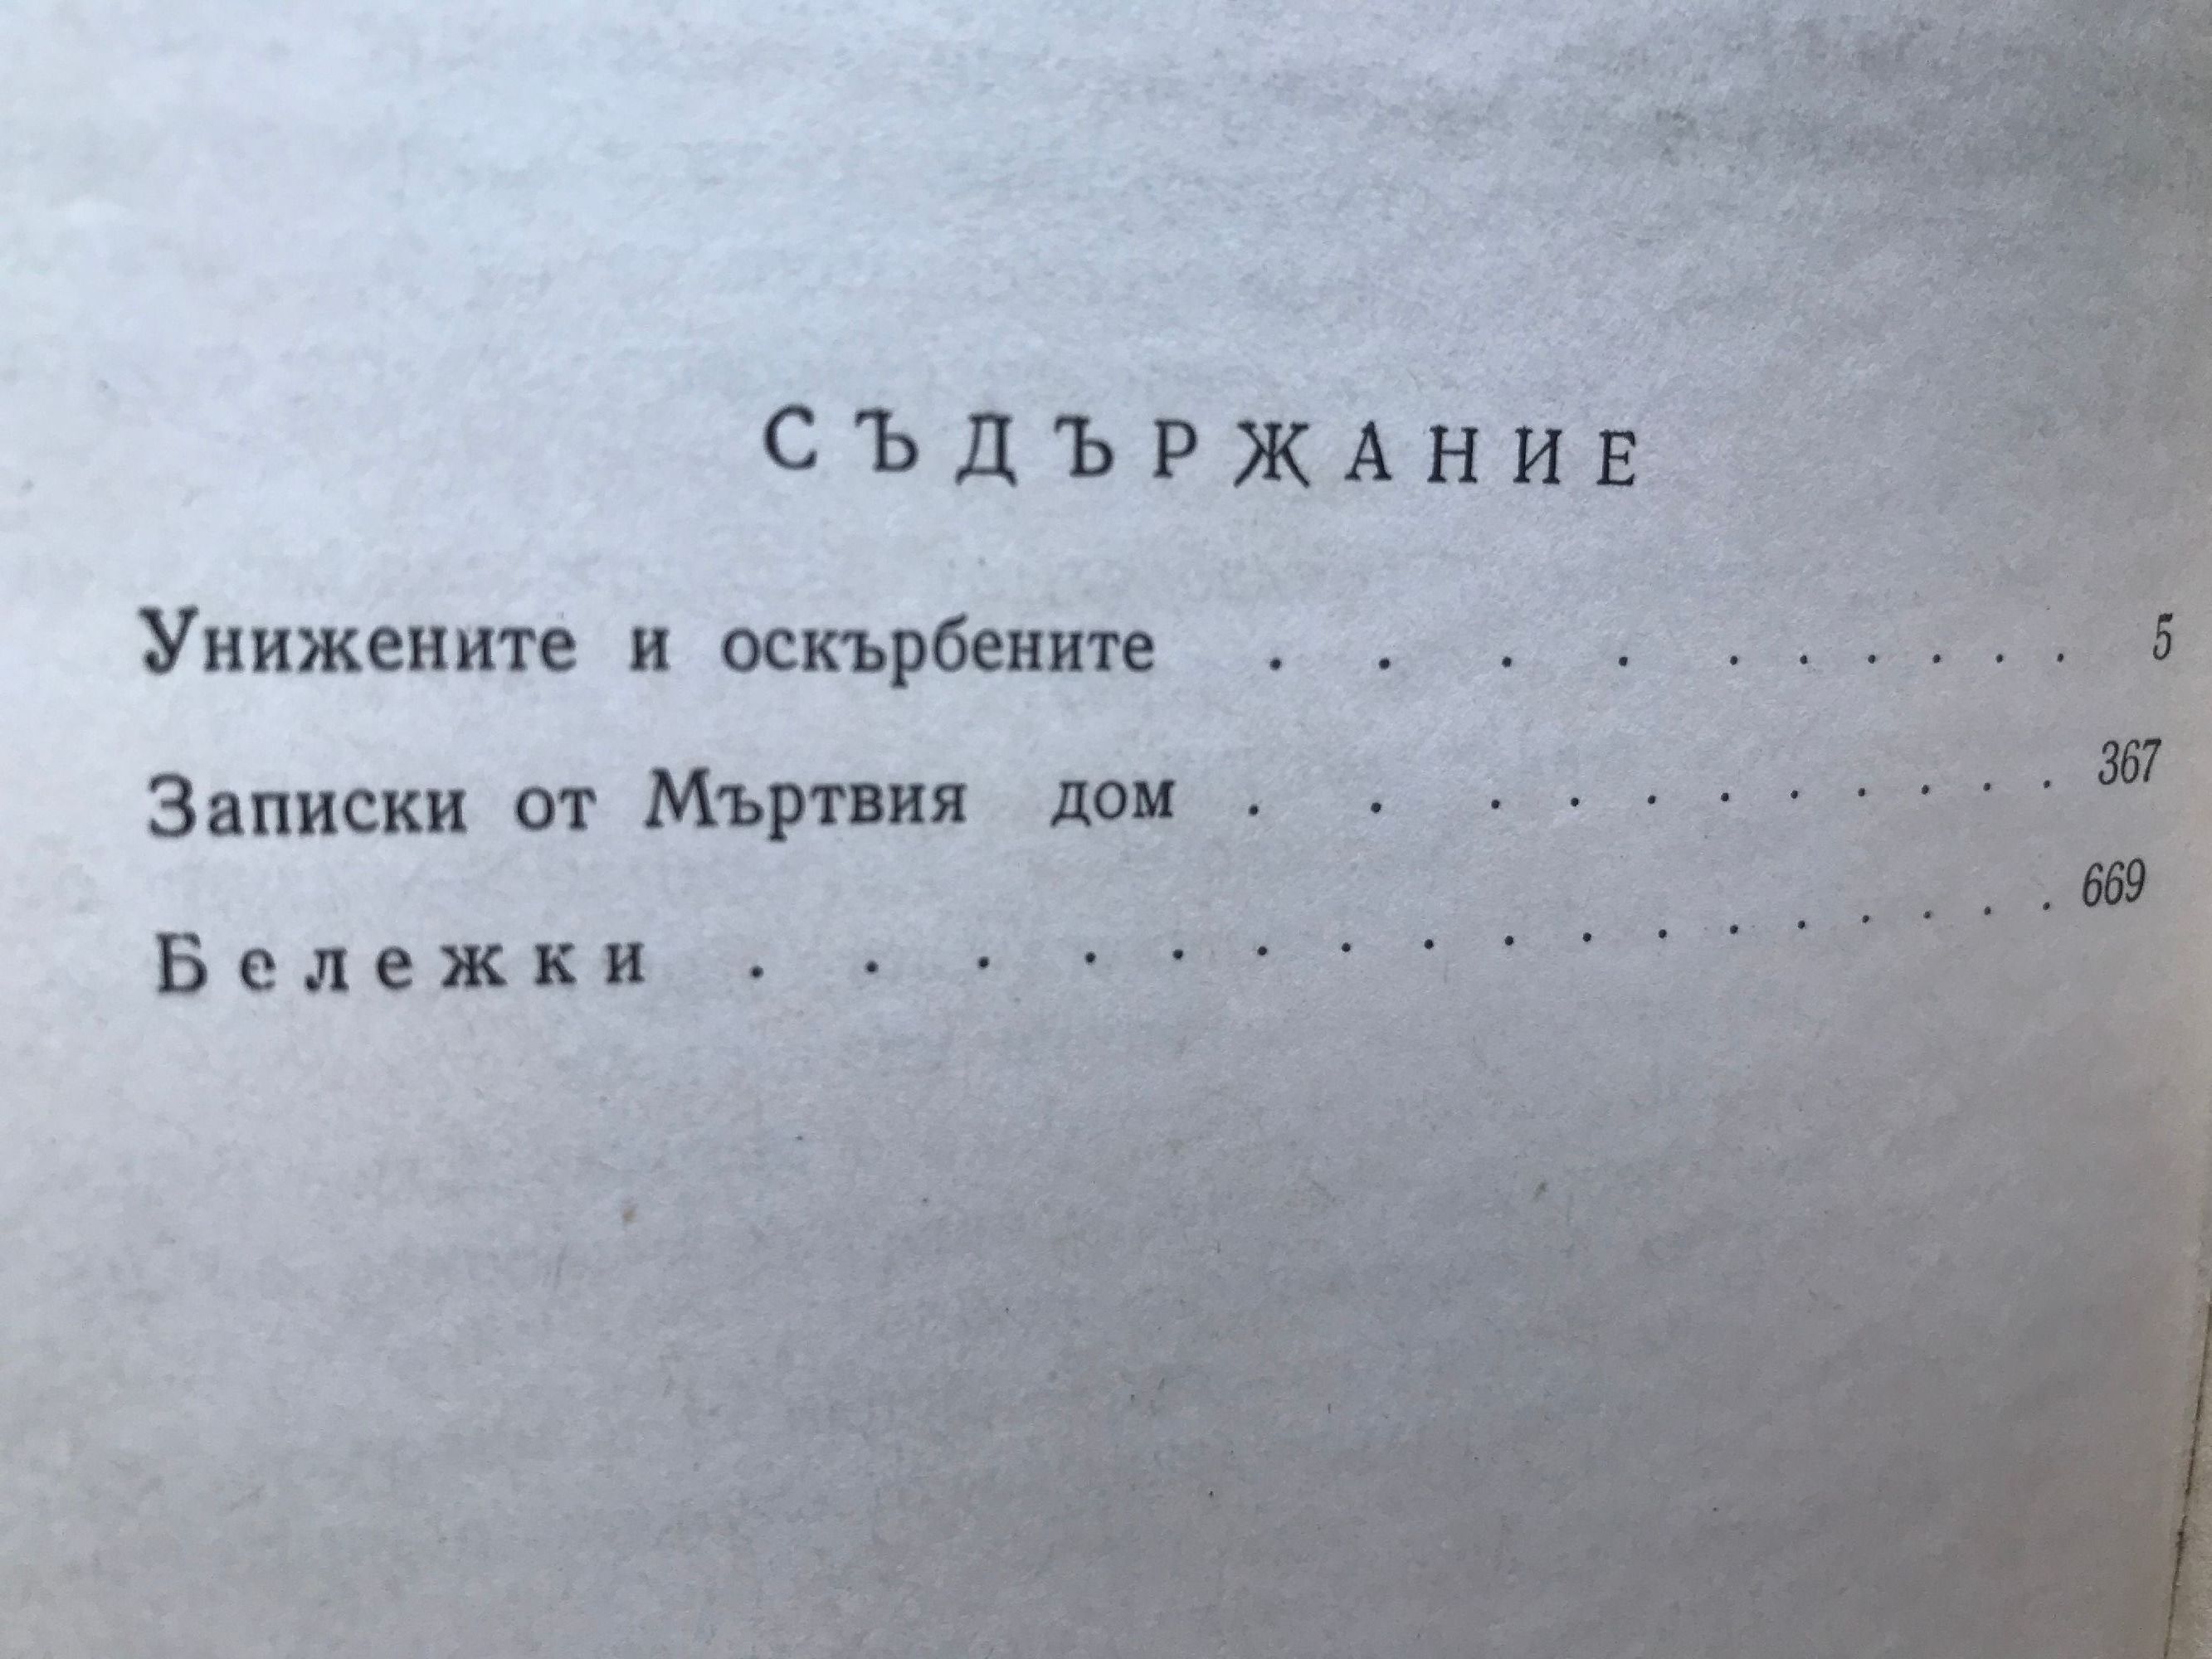 СЪДЪРЖАНИЕ
Унижените и оскърбените . . . . . . . . . . . 5
Записки от Мъртвия дом . . . . . . . . . . . 367
Бележки . . . . . . . . . . . . . . . . 669